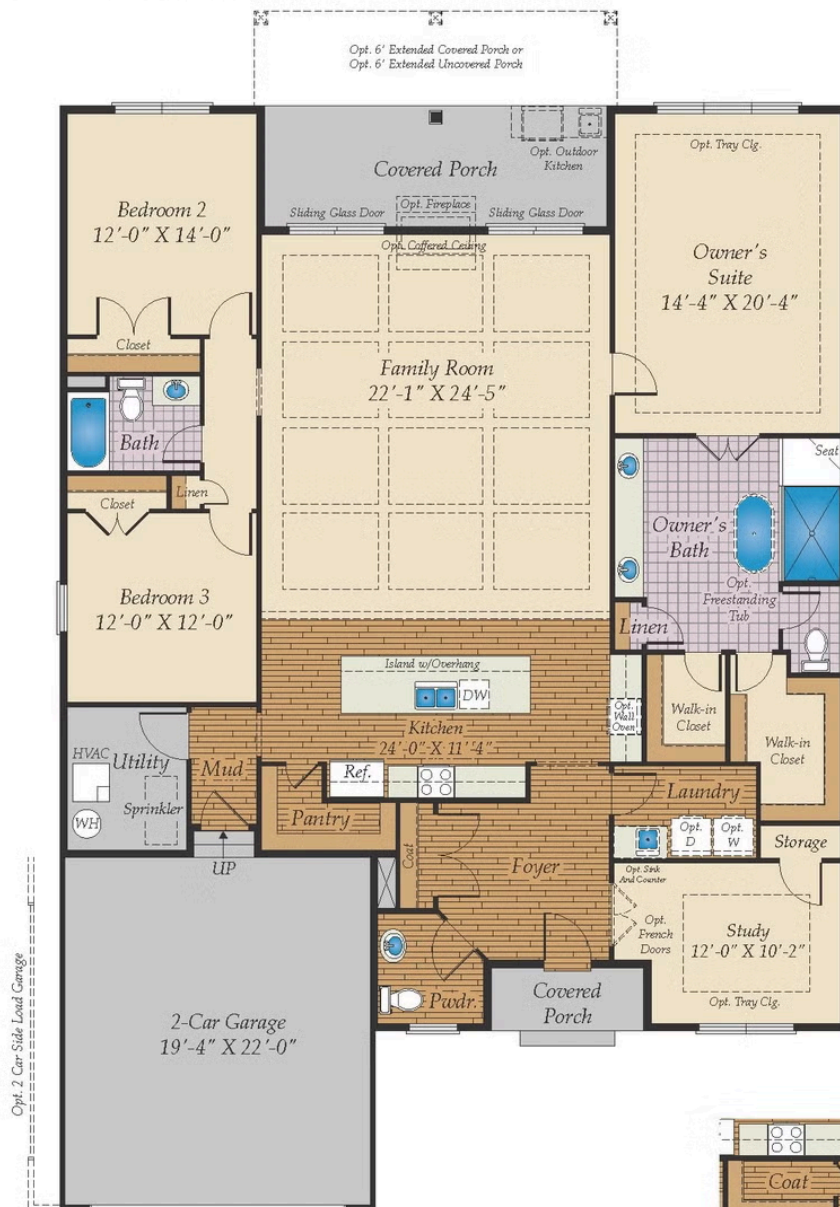 Opt. 6' Extended Covered Porch or
Opt. 6' Extended Uncovered Porch
Opt. Outdoor
Kitchen
Covered Porch
Opt. Fireplace
Sliding Glass Door
Sliding Glass Door
Opt. Coffered Ceiling
Bedroom 2
12'-0" X 14'-0"
Closet
Opt. Tray Clg.
Owner's
Suite
14'-4" X 20'-4"
Family Room
22'-1" X 24'-5"
Bath
Linen
Closet
Bedroom 3
12'-0" X 12'-0"
Seat
Owner's
Bath
Opt.
Freestanding
Tub
Linen
Island w/Overhang
DW
Kitchen
24'-0" X 11'-4"
Opt.
Wall
Oven
Walk-in
Closet
Walk-in
Closet
HVAC
Utility
Sprinkler
WH
Mud
Ref.
Pantry
Laundry
Opt.
D
Opt.
W
Opt. Sink
And Counter
Storage
Coat
Foyer
UP
Opt.
French
Doors
Study
12'-0" X 10'-2"
Opt. Tray Clg.
Pwdr.
Covered
Porch
2-Car Garage
19'-4" X 22'-0"
Opt. 2 Car Side Load Garage
Coat